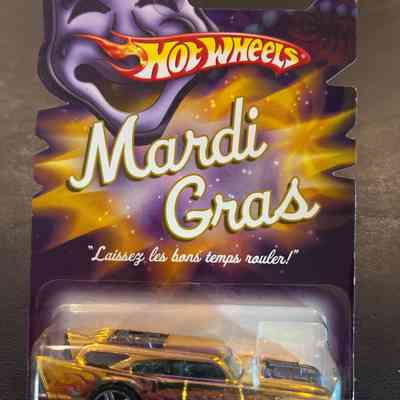 HOT WHEELS
Mardi
Gras
"Laissez les bons temps rouler!"